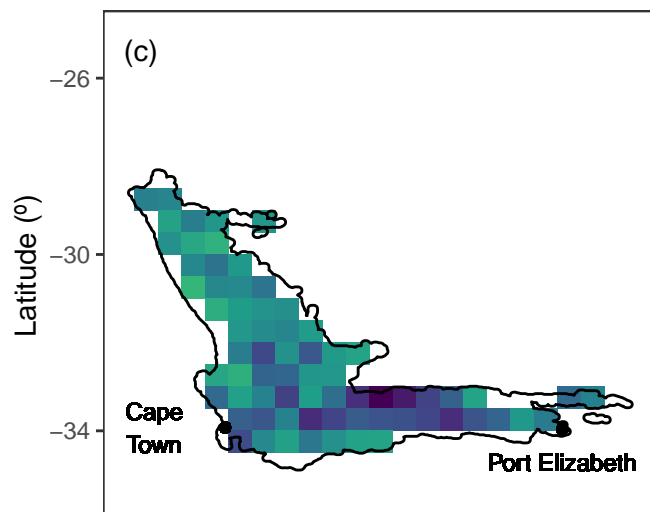 (c)
−26
−30
−34
Latitude (º)
Cape
Town
Port Elizabeth